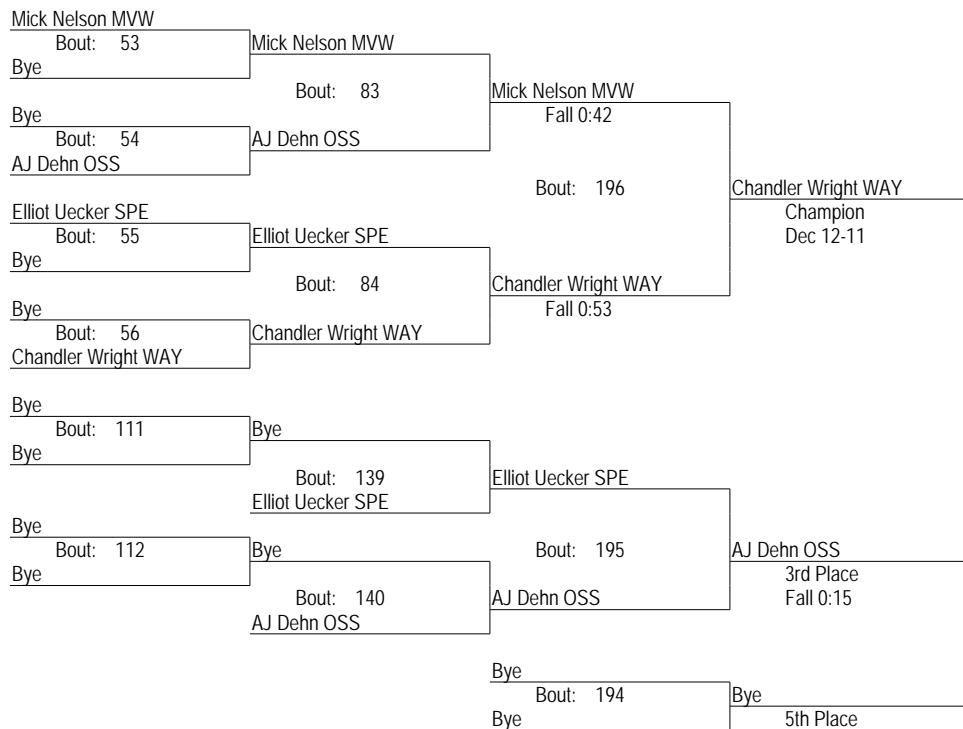 Mick Nelson MVW
Bout: 53
Bye
Mick Nelson MVW
Bout: 83
Bye
Bout: 54
AJ Dehn OSS
AJ Dehn OSS
Mick Nelson MVW
Fall 0:42
Bout: 196
Elliot Uecker SPE
Bout: 55
Bye
Elliot Uecker SPE
Bout: 84
Bye
Bout: 56
Chandler Wright WAY
Chandler Wright WAY
Chandler Wright WAY
Fall 0:53
Chandler Wright WAY
Champion
Dec 12-11
Bye
Bout: 111
Bye
Bye
Bout: 139
Elliot Uecker SPE
Elliot Uecker SPE
Bout: 195
Bye
Bout: 112
Bye
Bye
Bout: 140
AJ Dehn OSS
AJ Dehn OSS
AJ Dehn OSS
3rd Place
Fall 0:15
Bye
Bout: 194
Bye
Bye
5th Place